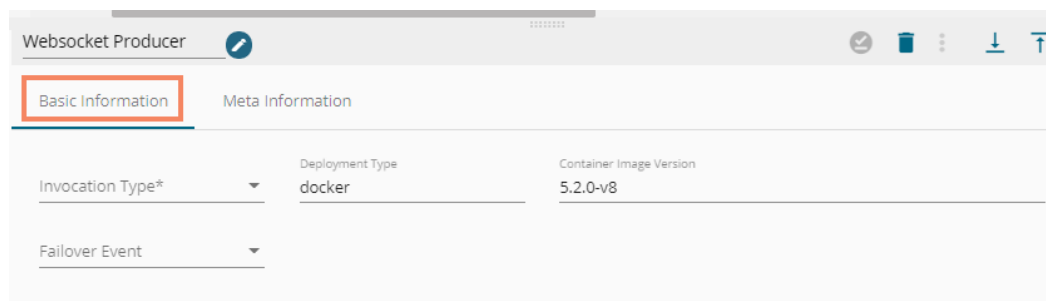 Websocket Producer
Basic Information
Meta Information
Invocation Type*
Deployment Type
docker
Container Image Version
5.2.0-v8
Failover Event